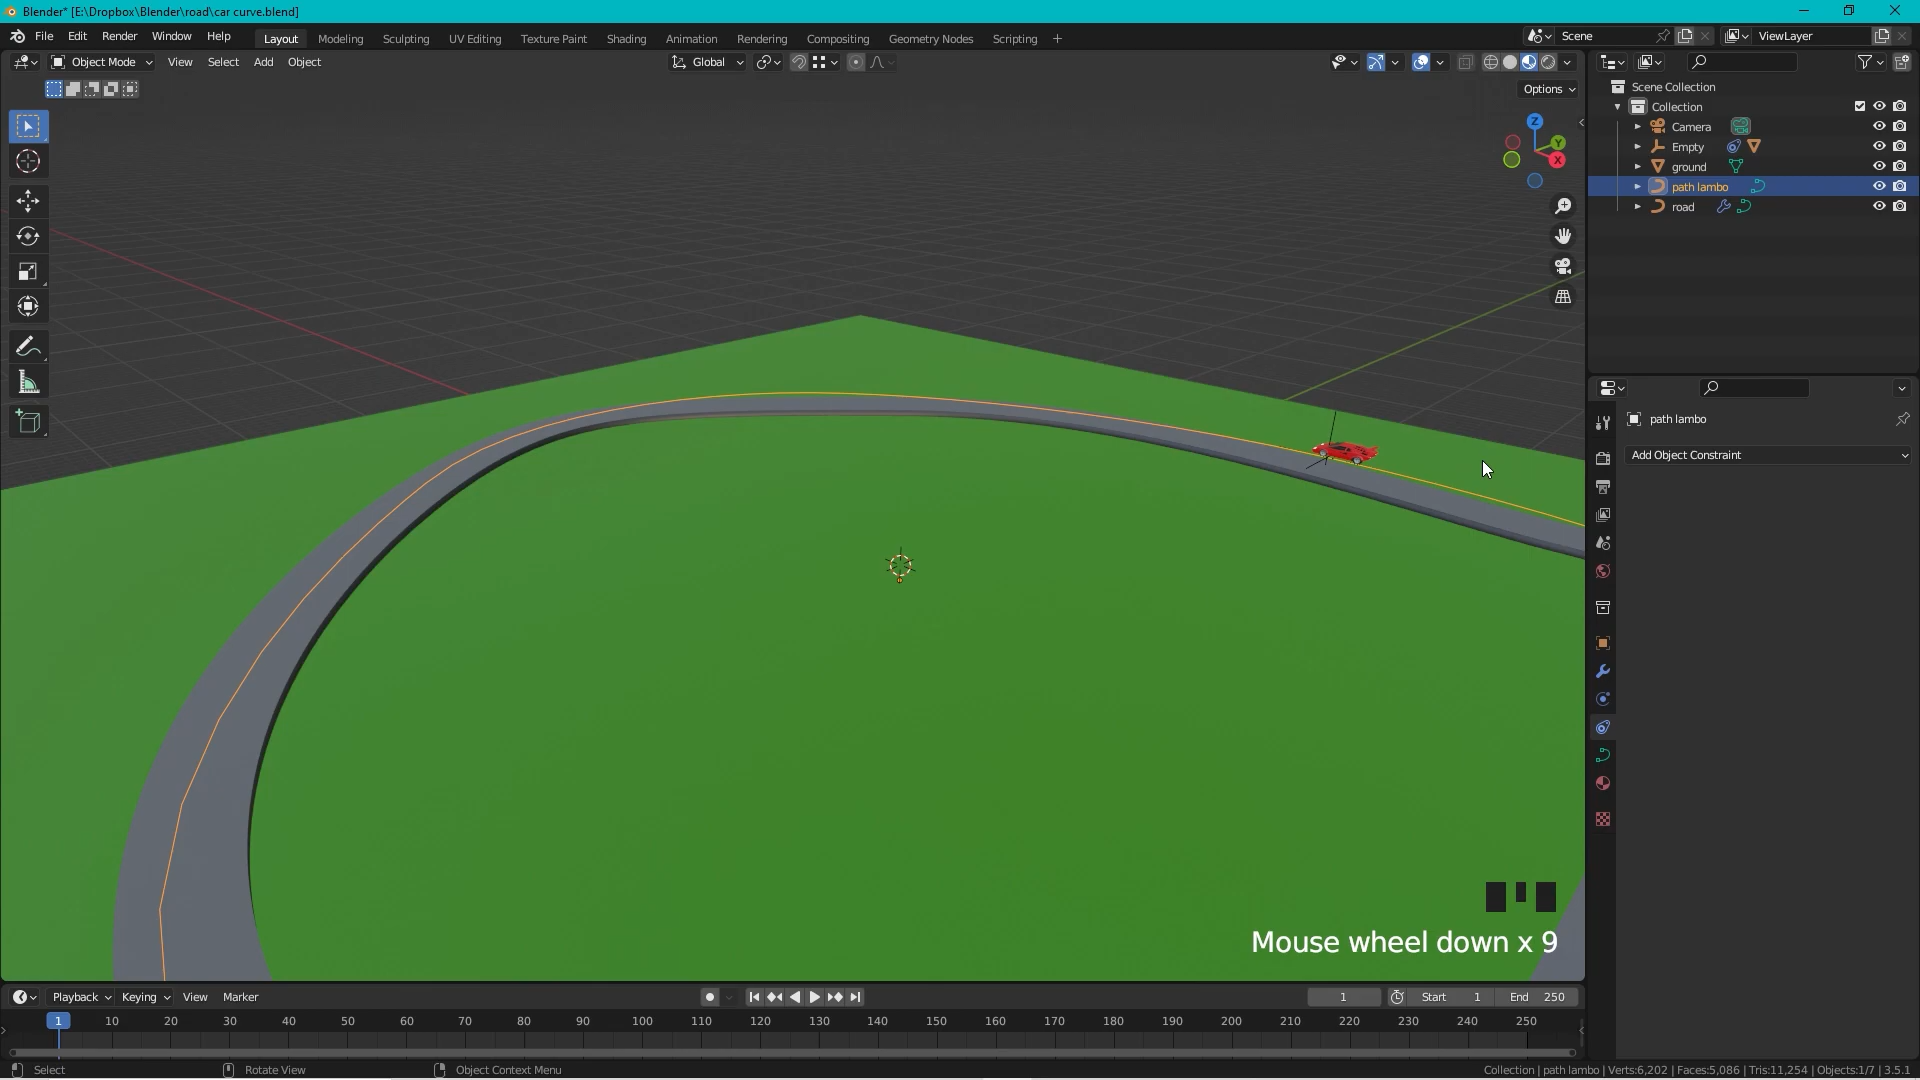 Blender* [E:\Dropbox\Blender\road\car curve.blend]
File Edit Render Window Help Layout Modeling Sculpting UV Editing Texture Paint Shading Animation Rendering Compositing Geometry Nodes Scripting + Scene ViewLayer
Object Mode View Select Add Object Global
Options
Z
Y
X
Scene Collection
Collection
Camera
Empty
ground
path lambo
road
path lambo
Add Object Constraint
Mouse wheel down x 9
Playback Keying View Marker 1 Start 1 End 250
1 10 20 30 40 50 60 70 80 90 100 110 120 130 140 150 160 170 180 190 200 210 220 230 240 250
Select Rotate View Object Context Menu Collection | path lambo | Verts:6,202 | Faces:5,086 | Tris:11,254 | Objects:1/7 | 3.5.1